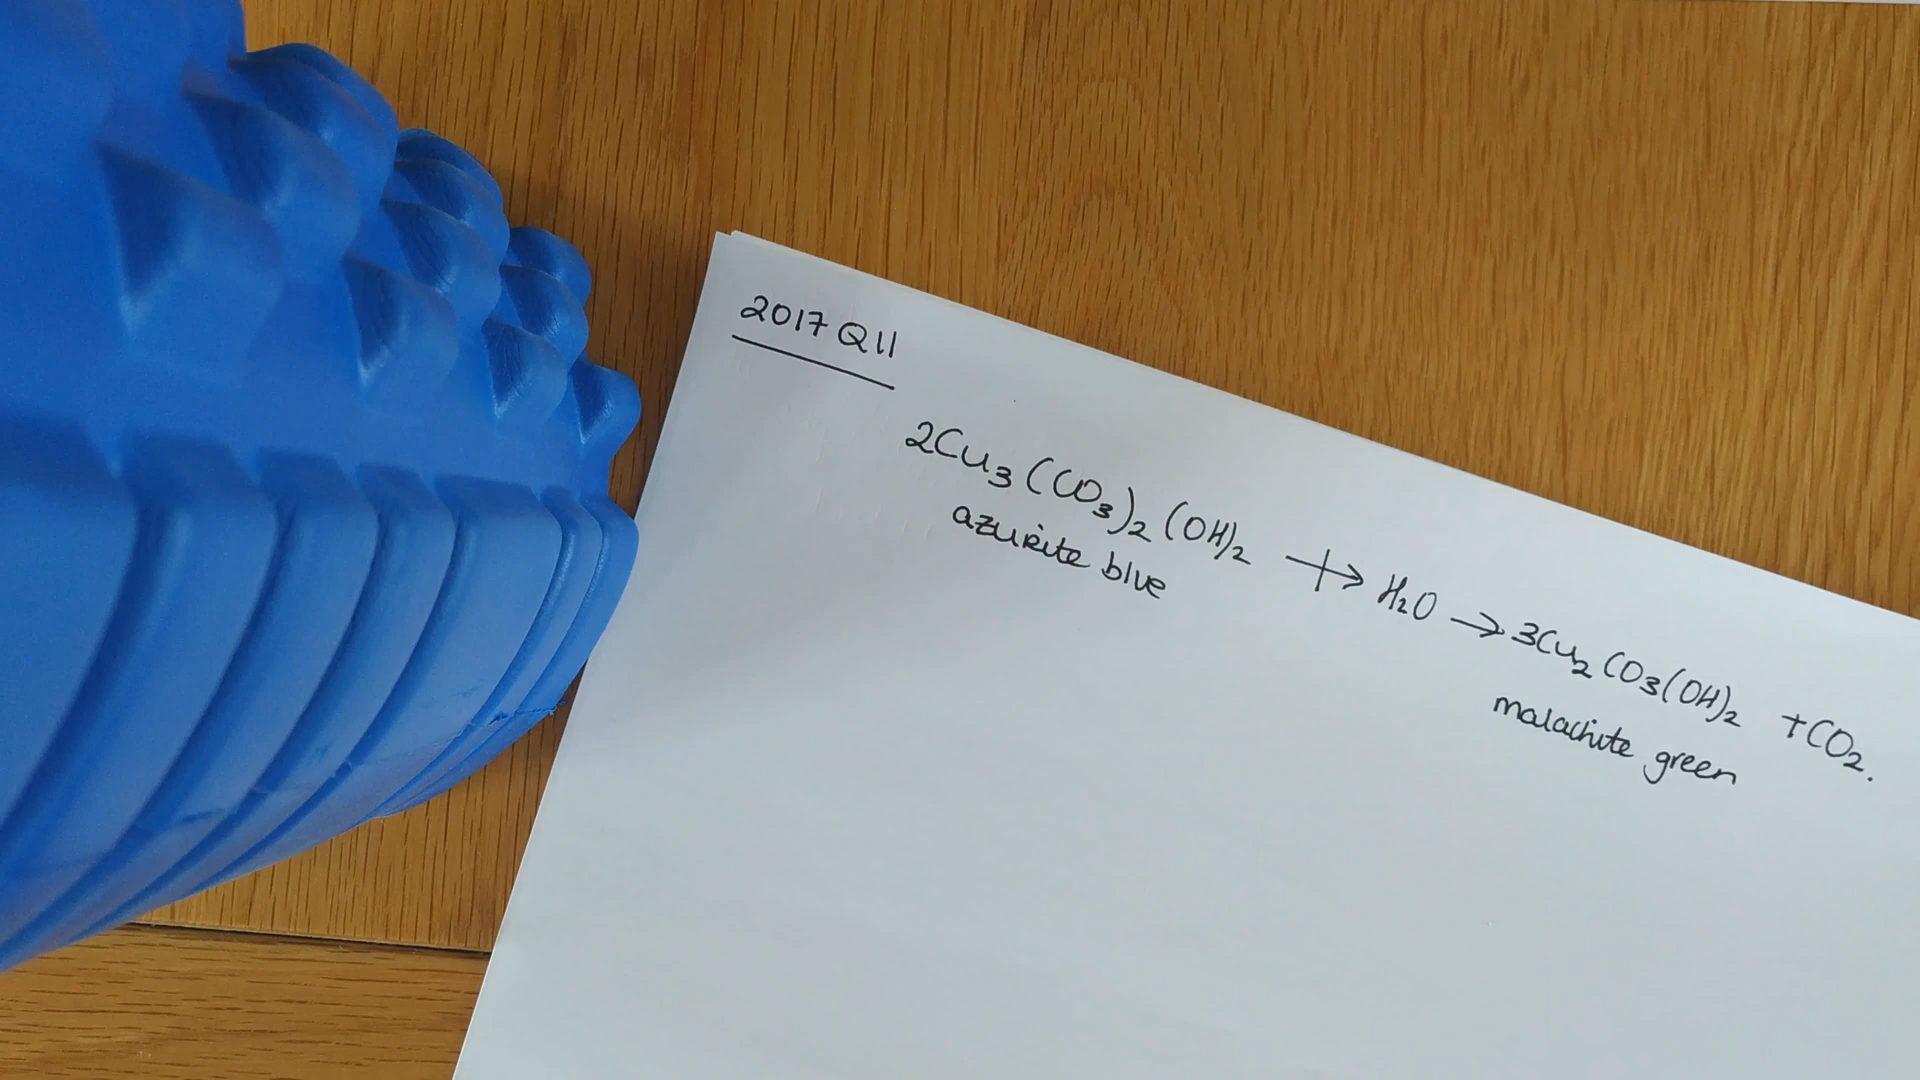 2017 Q11
2Cu₃(CO₃)₂(OH)₂ +> H₂O → 3Cu₂CO₃(OH)₂ + CO₂.
azurite blue
malachite green